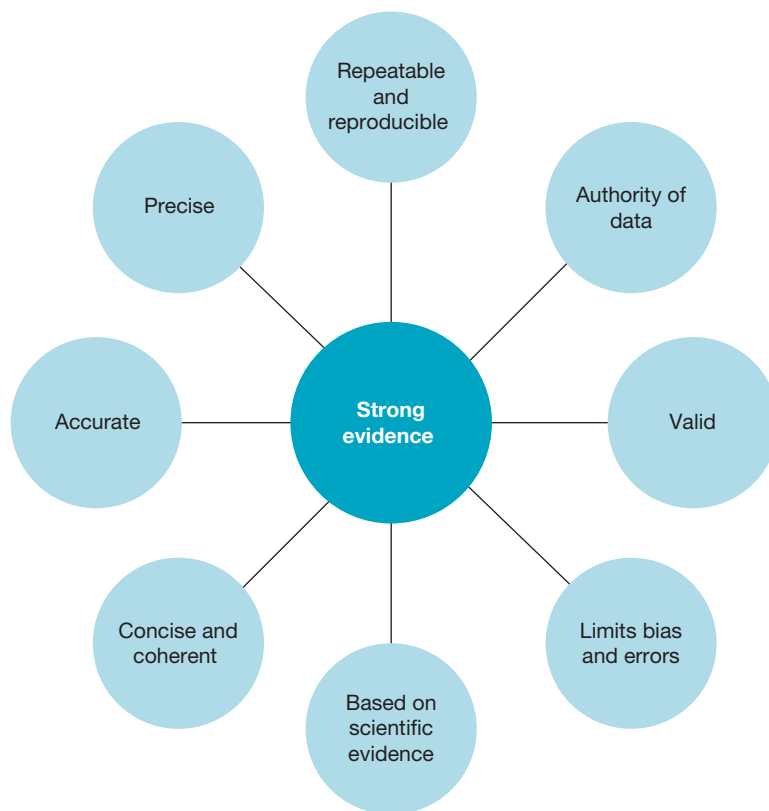 Repeatable
and
reproducible
Authority of
data
Valid
Limits bias
and errors
Based on
scientific
evidence
Concise and
coherent
Accurate
Precise
Strong
evidence